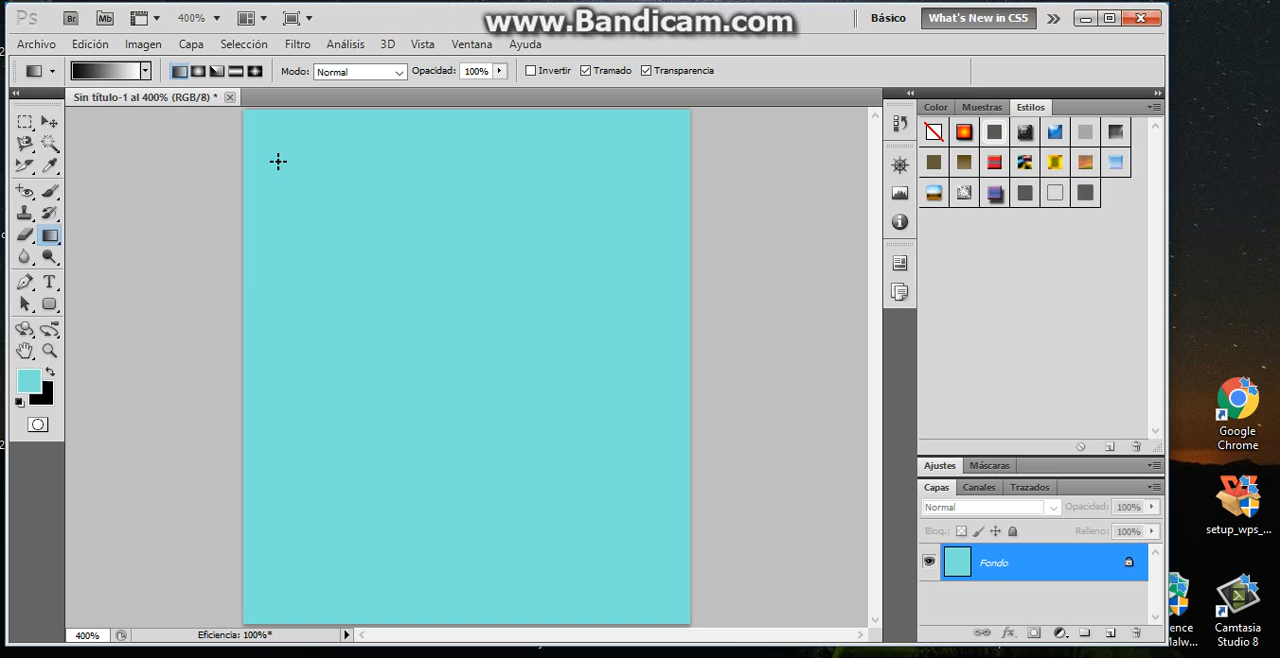 Ps Br Mb 400% www.Bandicam.com Básico What's New in CS5
Archivo Edición Imagen Capa Selección Filtro Análisis 3D Vista Ventana Ayuda
Modo: Normal Opacidad: 100% Invertir Tramado Transparencia
Sin título-1 al 400% (RGB/8) *
Color Muestras Estilos
T
Google
Chrome
Ajustes Máscaras
Capas Canales Trazados
Normal Opacidad: 100%
Bloq.: Relleno: 100%
setup_wps_...
Fondo
ence
Malw...
Camtasia
Studio 8
400% Eficiencia: 100%*
fx